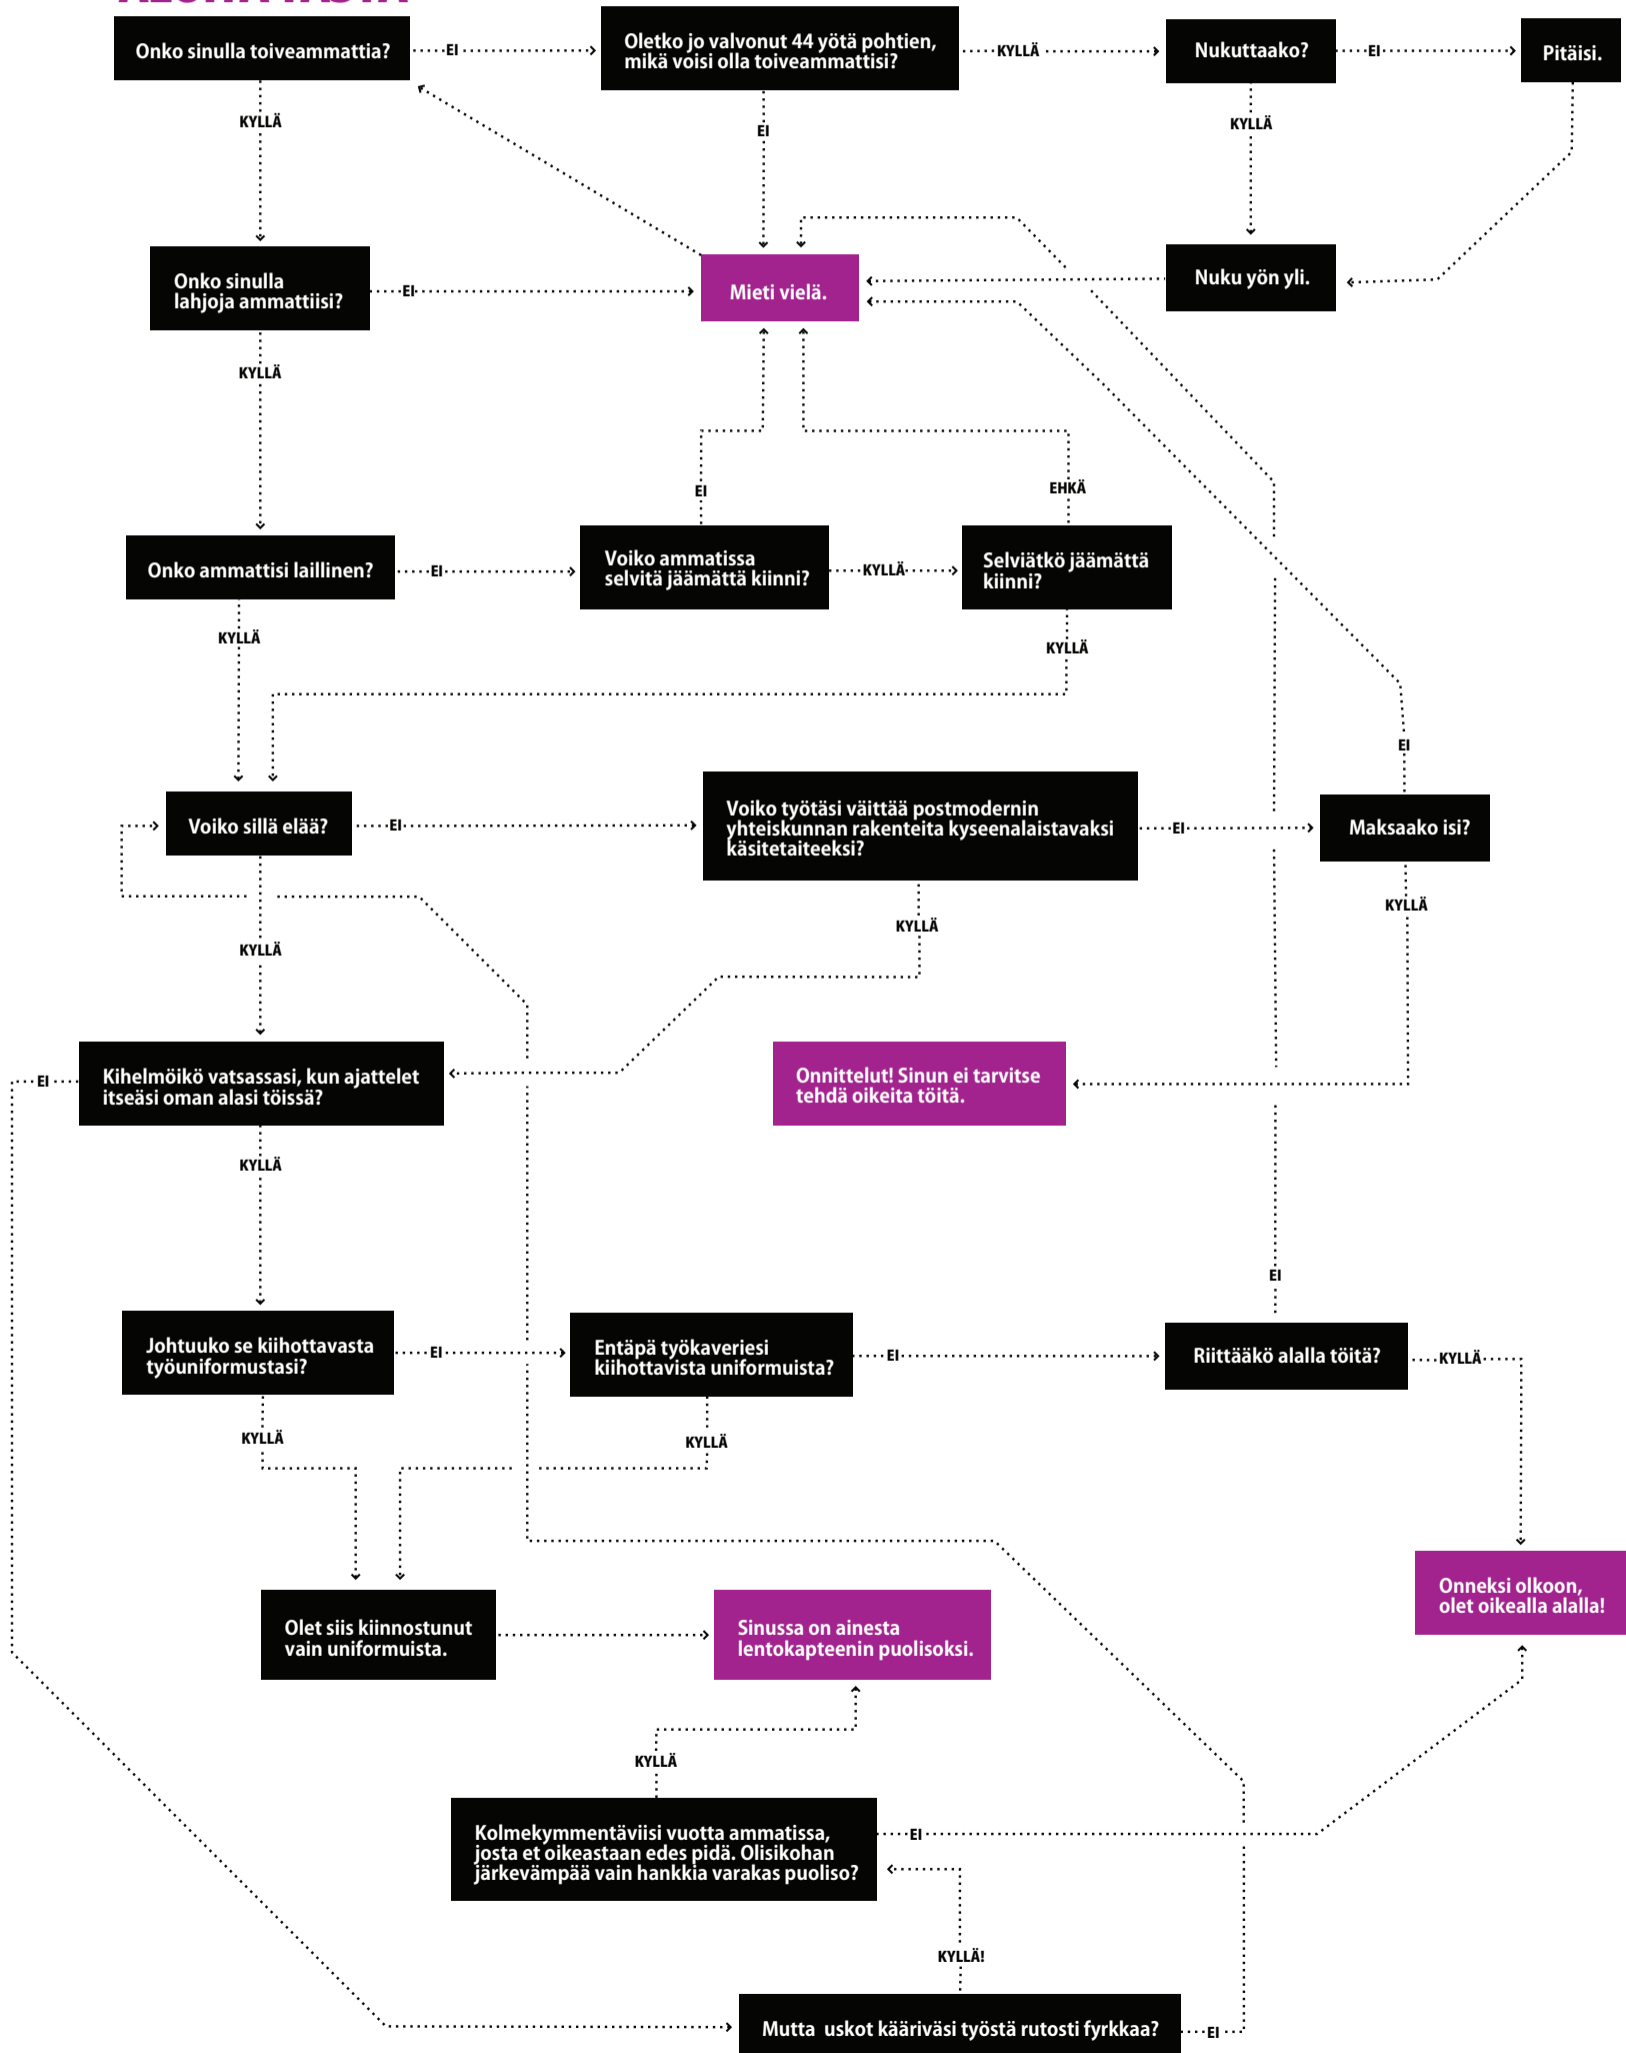 Onko sinulla toiveammattia?
EI
Oletko jo valvonut 44 yötä pohtien,
mikä voisi olla toiveammattisi?
KYLLÄ
Nukuttaako?
EI
Pitäisi.
KYLLÄ
EI
KYLLÄ
Onko sinulla
lahjoja ammattiisi?
EI
Mieti vielä.
Nuku yön yli.
KYLLÄ
EI
EHKÄ
Onko ammattisi laillinen?
EI
Voiko ammatissa
selvitä jäämättä kiinni?
KYLLÄ
Selviätkö jäämättä
kiinni?
KYLLÄ
KYLLÄ
EI
Voiko sillä elää?
EI
Voiko työtäsi väittää postmodernin
yhteiskunnan rakenteita kyseenalaistavaksi
käsitetaiteeksi?
EI
Maksaako isi?
KYLLÄ
KYLLÄ
KYLLÄ
EI
Kihelmöikö vatsassasi, kun ajattelet
itseäsi oman alasi töissä?
Onnittelut! Sinun ei tarvitse
tehdä oikeita töitä.
KYLLÄ
EI
Johtuuko se kiihottavasta
työuniformustasi?
EI
Entäpä työkaveriesi
kiihottavista uniformuista?
EI
Riittääkö alalla töitä?
KYLLÄ
KYLLÄ
KYLLÄ
Onneksi olkoon,
olet oikealla alalla!
Olet siis kiinnostunut
vain uniformuista.
Sinussa on ainesta
lentokapteenin puolisoksi.
KYLLÄ
Kolmekymmentäviisi vuotta ammatissa,
josta et oikeastaan edes pidä. Olisikohan
järkevämpää vain hankkia varakas puoliso?
EI
KYLLÄ!
Mutta uskot kääriväsi työstä rutosti fyrkkaa?
EI